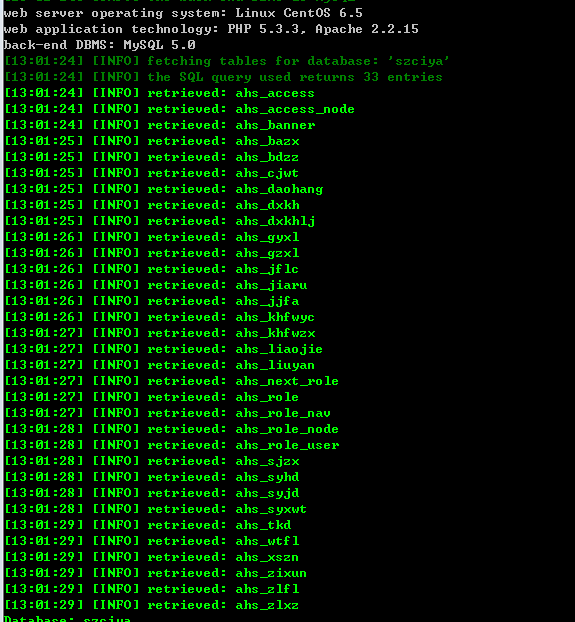 web server operating system: Linux CentOS 6.5
web application technology: PHP 5.3.3, Apache 2.2.15
back-end DBMS: MySQL 5.0
[13:01:24] [INFO] fetching tables for database: 'szciya'
[13:01:24] [INFO] the SQL query used returns 33 entries
[13:01:24] [INFO] retrieved: ahs_access
[13:01:24] [INFO] retrieved: ahs_access_node
[13:01:24] [INFO] retrieved: ahs_banner
[13:01:25] [INFO] retrieved: ahs_bazx
[13:01:25] [INFO] retrieved: ahs_bdzz
[13:01:25] [INFO] retrieved: ahs_cjwt
[13:01:25] [INFO] retrieved: ahs_daohang
[13:01:25] [INFO] retrieved: ahs_dxkh
[13:01:25] [INFO] retrieved: ahs_dxkhlj
[13:01:26] [INFO] retrieved: ahs_gyxl
[13:01:26] [INFO] retrieved: ahs_gzxl
[13:01:26] [INFO] retrieved: ahs_jflc
[13:01:26] [INFO] retrieved: ahs_jiaru
[13:01:26] [INFO] retrieved: ahs_jjfa
[13:01:26] [INFO] retrieved: ahs_khfwyc
[13:01:27] [INFO] retrieved: ahs_khfwzx
[13:01:27] [INFO] retrieved: ahs_liaojie
[13:01:27] [INFO] retrieved: ahs_liuyan
[13:01:27] [INFO] retrieved: ahs_next_role
[13:01:27] [INFO] retrieved: ahs_role
[13:01:27] [INFO] retrieved: ahs_role_nav
[13:01:28] [INFO] retrieved: ahs_role_node
[13:01:28] [INFO] retrieved: ahs_role_user
[13:01:28] [INFO] retrieved: ahs_sjzx
[13:01:28] [INFO] retrieved: ahs_syhd
[13:01:28] [INFO] retrieved: ahs_syjd
[13:01:28] [INFO] retrieved: ahs_syxwt
[13:01:29] [INFO] retrieved: ahs_tkd
[13:01:29] [INFO] retrieved: ahs_wtfl
[13:01:29] [INFO] retrieved: ahs_xszn
[13:01:29] [INFO] retrieved: ahs_zixun
[13:01:29] [INFO] retrieved: ahs_zlfl
[13:01:29] [INFO] retrieved: ahs_zlxz
Database: szciya